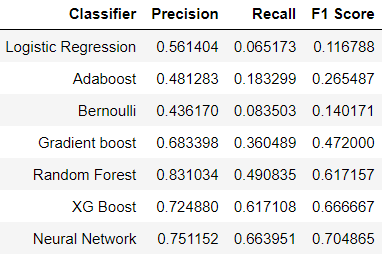 Classifier Precision Recall F1 Score
Logistic Regression 0.561404 0.065173 0.116788
Adaboost 0.481283 0.183299 0.265487
Bernoulli 0.436170 0.083503 0.140171
Gradient boost 0.683398 0.360489 0.472000
Random Forest 0.831034 0.490835 0.617157
XG Boost 0.724880 0.617108 0.666667
Neural Network 0.751152 0.663951 0.704865